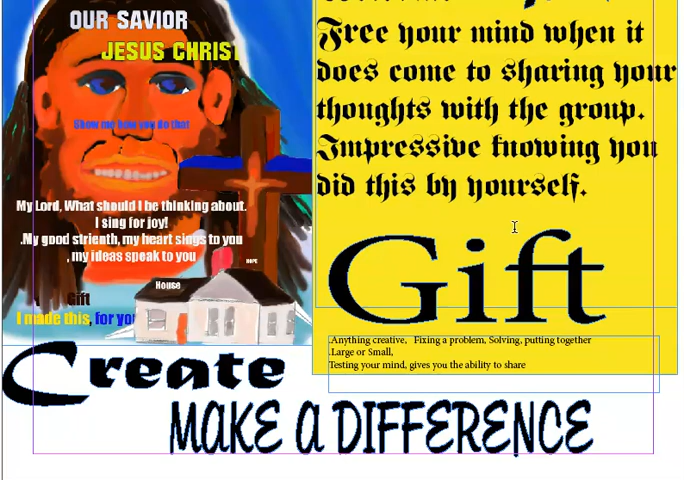 OUR SAVIOR
JESUS CHRIST
Show me how you do that
My Lord, What should I be thinking about.
I sing for joy!
.My good strienth, my heart sings to you
, my ideas speak to you
HOPE
House
Gift
I made this, for you
Free your mind when it
does come to sharing your
thoughts with the group.
Impressive knowing you
did this by yourself.
Gift
.Anything creative, Fixing a problem, Solving, putting together
.Large or Small,
Testing your mind, gives you the ability to share
Create
MAKE A DIFFERENCE